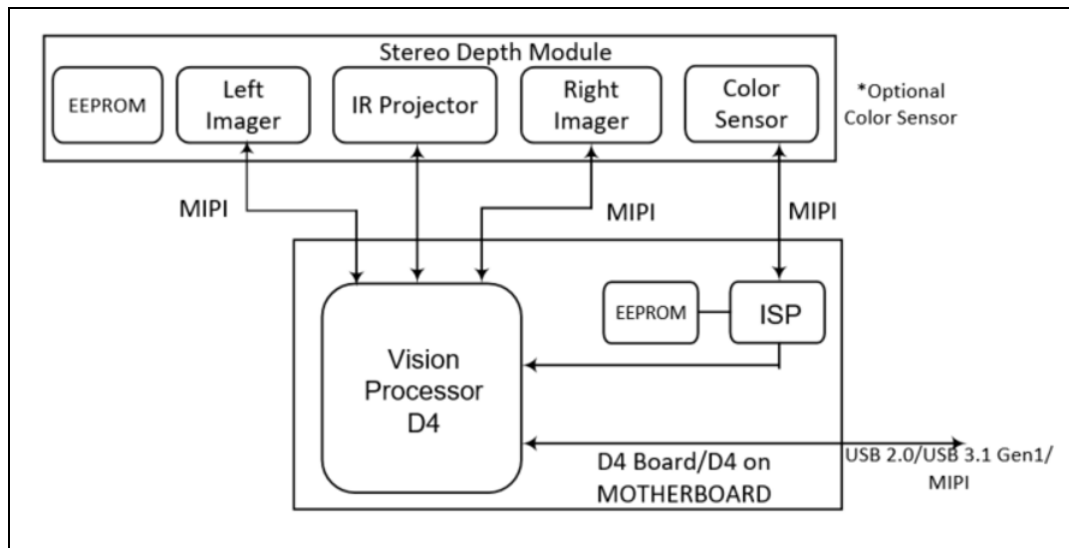 Stereo Depth Module
EEPROM
Left
Imager
IR Projector
Right
Imager
Color
Sensor
*Optional
Color Sensor
MIPI
MIPI
MIPI
EEPROM
ISP
Vision
Processor
D4
D4 Board/D4 on
MOTHERBOARD
USB 2.0/USB 3.1 Gen1/
MIPI